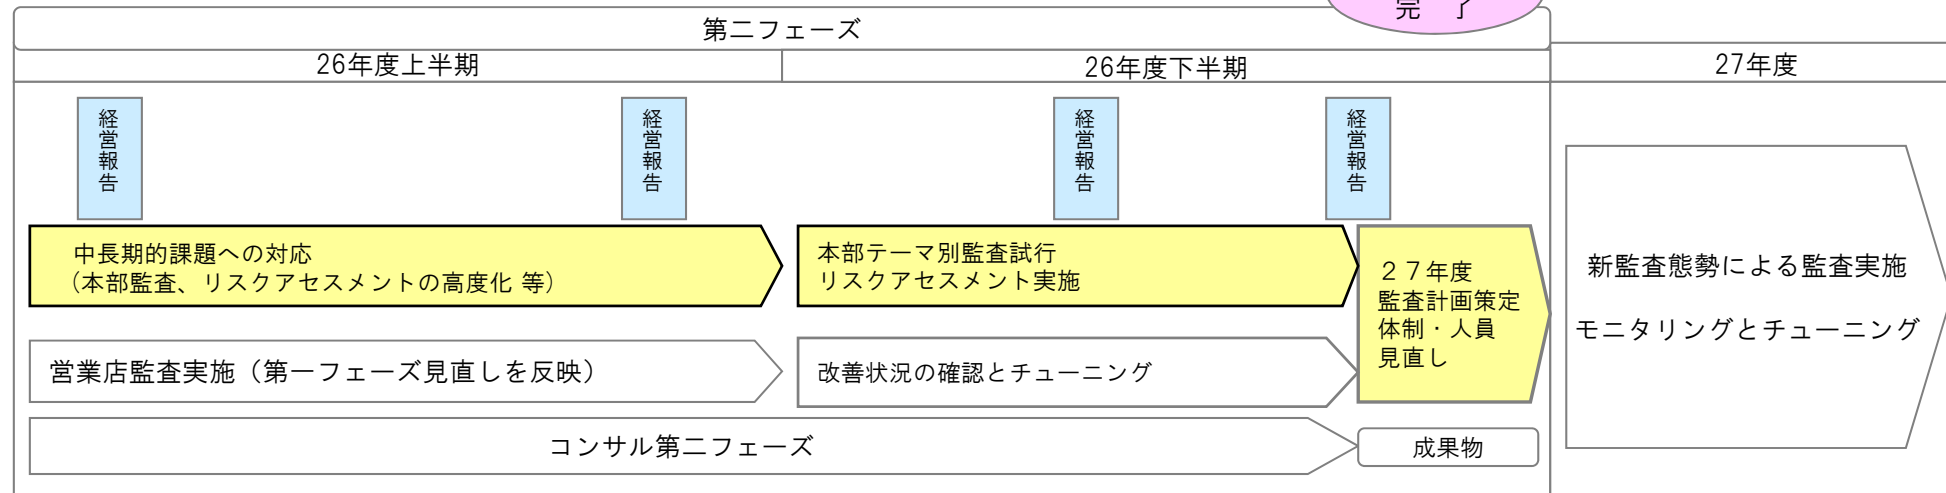 完 了
第二フェーズ
26年度上半期
26年度下半期
27年度
経営報告
経営報告
経営報告
経営報告
中長期的課題への対応
（本部監査、リスクアセスメントの高度化 等）
本部テーマ別監査試行
リスクアセスメント実施
２７年度
監査計画策定
体制・人員
見直し
新監査態勢による監査実施
モニタリングとチューニング
営業店監査実施（第一フェーズ見直しを反映）
改善状況の確認とチューニング
コンサル第二フェーズ
成果物